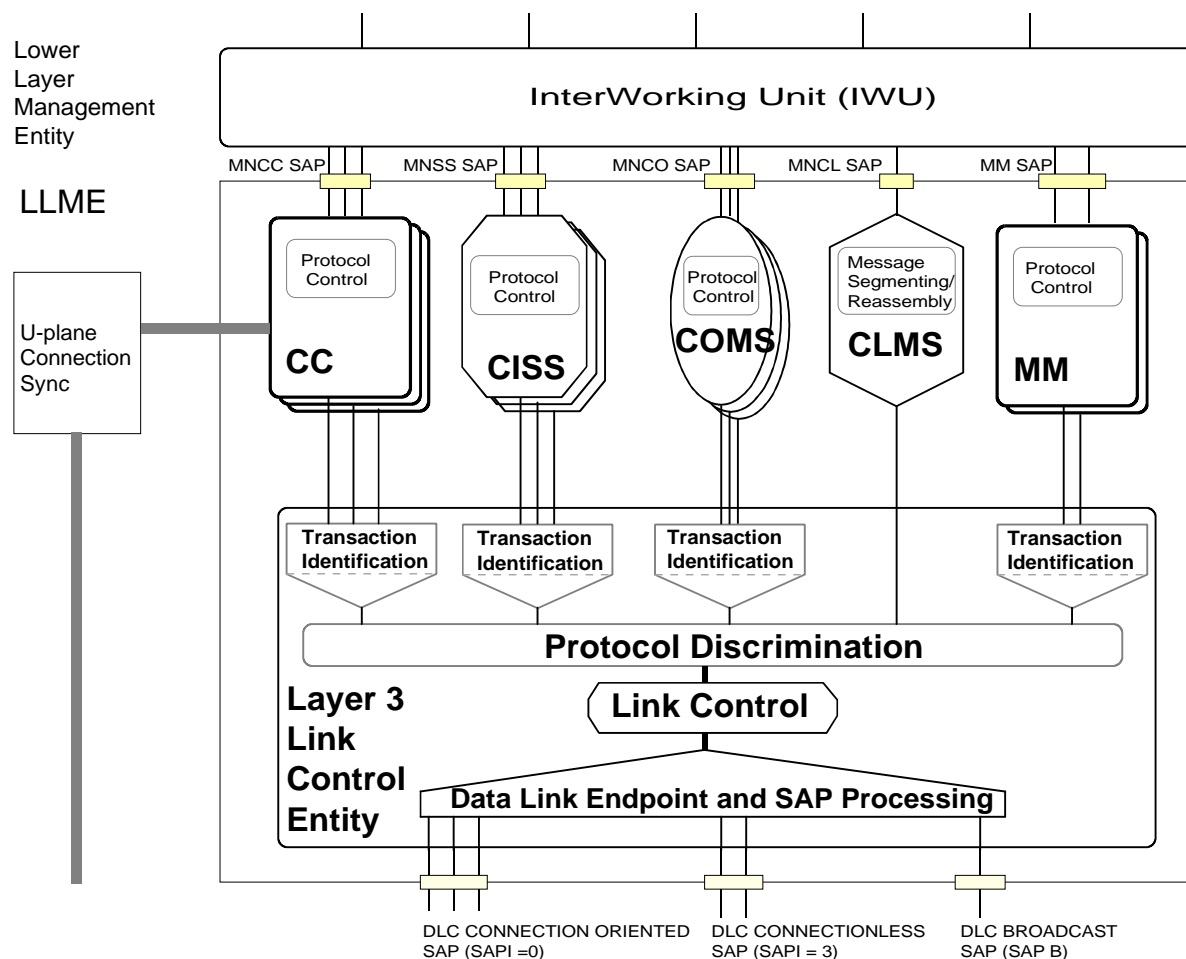 Lower
Layer
Management
Entity
LLME
InterWorking Unit (IWU)
MNCC SAP
MNSS SAP
MNCO SAP
MNCL SAP
MM SAP
U-plane
Connection
Sync
Protocol
Control
CC
Protocol
Control
CISS
Protocol
Control
COMS
Message
Segmenting/
Reassembly
CLMS
Protocol
Control
MM
Transaction
Identification
Transaction
Identification
Transaction
Identification
Transaction
Identification
Protocol Discrimination
Link Control
Layer 3
Link
Control
Entity
Data Link Endpoint and SAP Processing
DLC CONNECTION ORIENTED
SAP (SAPI =0)
DLC CONNECTIONLESS
SAP (SAPI = 3)
DLC BROADCAST
SAP (SAP B)